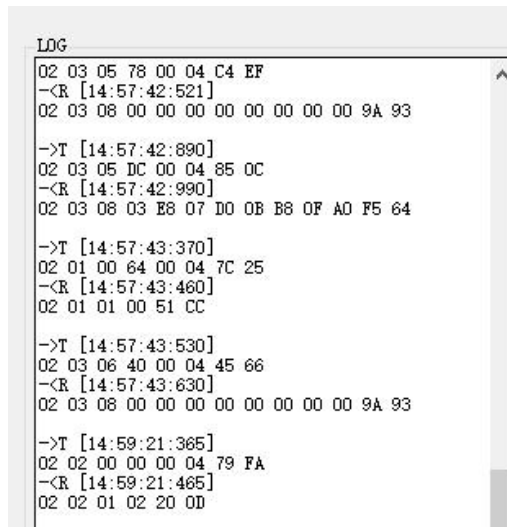 LOG
02 03 05 78 00 04 C4 EF
-<R [14:57:42:521]
02 03 08 00 00 00 00 00 00 00 00 9A 93
->T [14:57:42:890]
02 03 05 DC 00 04 85 0C
-<R [14:57:42:990]
02 03 08 03 E8 07 D0 0B B8 0F A0 F5 64
->T [14:57:43:370]
02 01 00 64 00 04 7C 25
-<R [14:57:43:460]
02 01 01 00 51 CC
->T [14:57:43:530]
02 03 06 40 00 04 45 66
-<R [14:57:43:630]
02 03 08 00 00 00 00 00 00 00 00 9A 93
->T [14:59:21:365]
02 02 00 00 00 04 79 FA
-<R [14:59:21:465]
02 02 01 02 20 0D